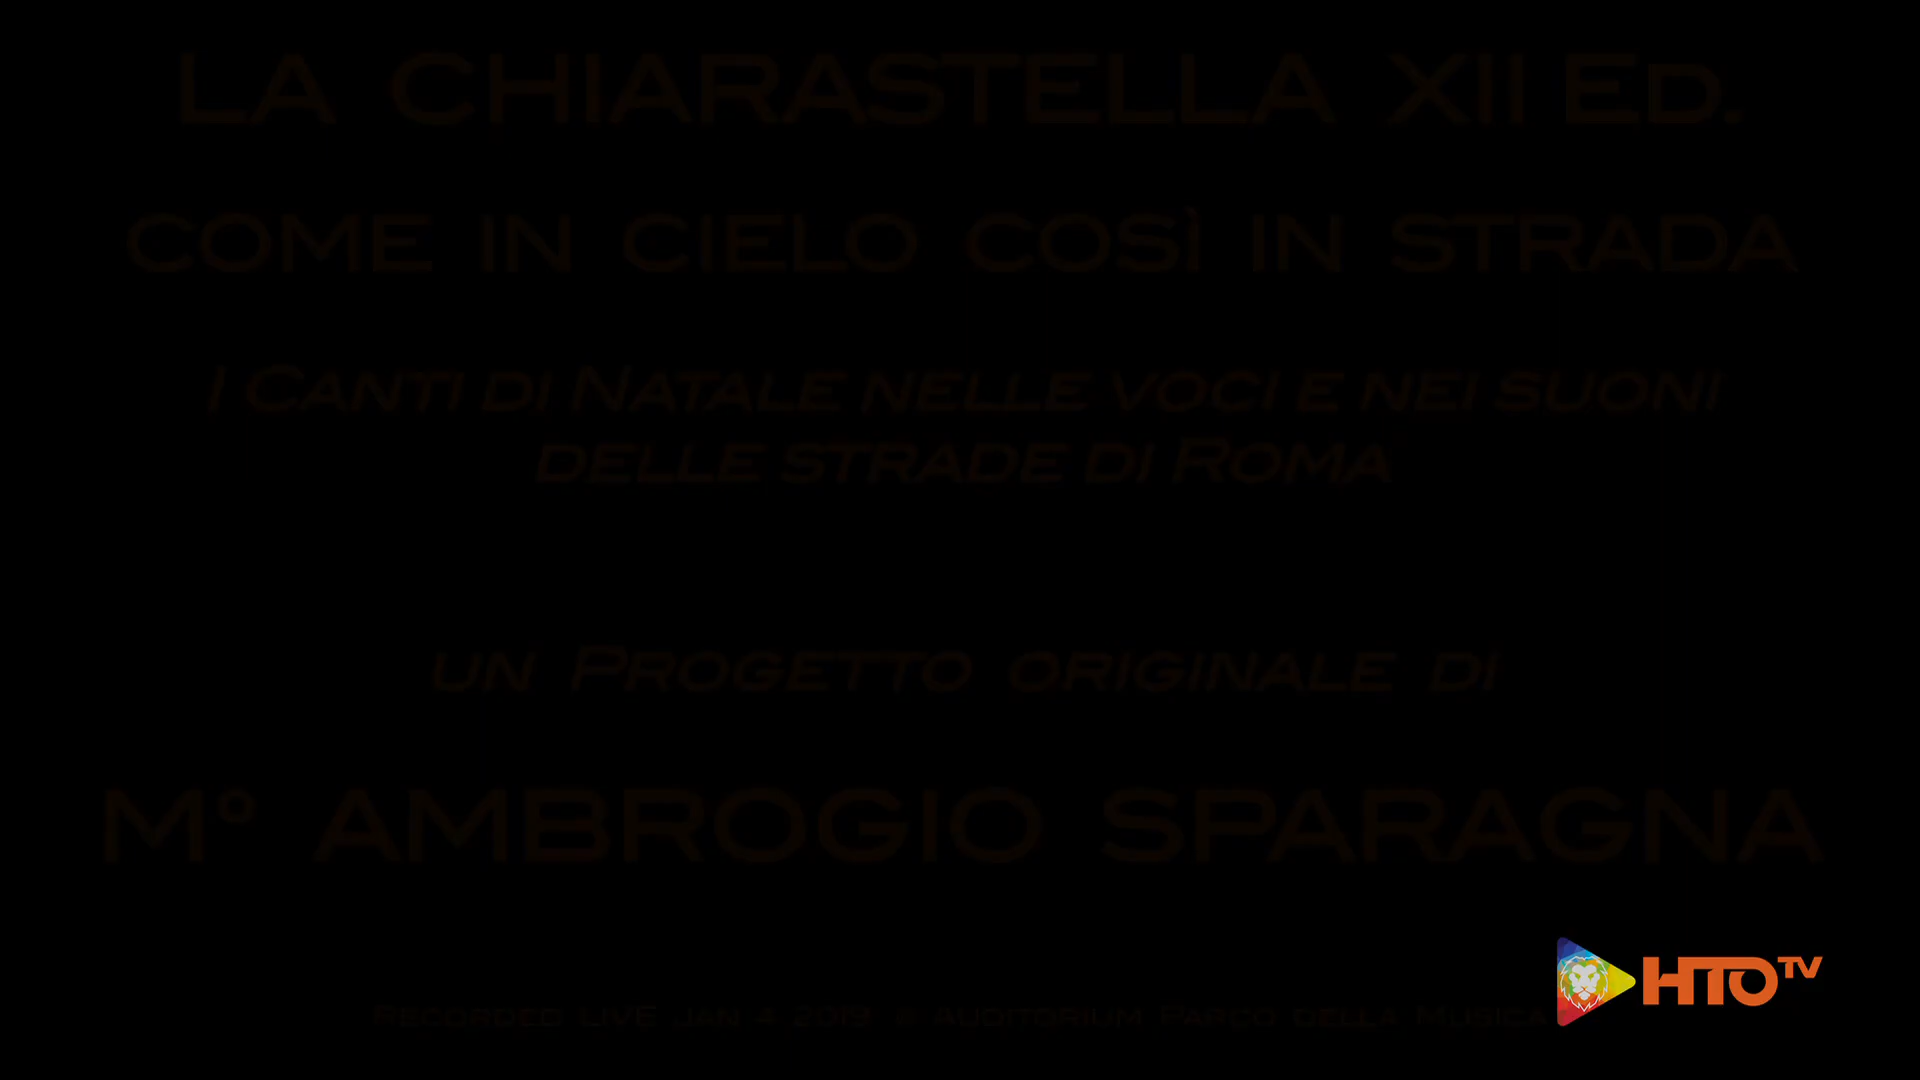 LA CHIARASTELLA XII ED.
COME IN CIELO COSÌ IN STRADA
I CANTI DI NATALE NELLE VOCI E NEI SUONI
DELLE STRADE DI ROMA
UN PROGETTO ORIGINALE DI
M° AMBROGIO SPARAGNA
HTO TV
RECORDED LIVE JAN 4 2019 AUDITORIUM PARCO DELLA MUSICA